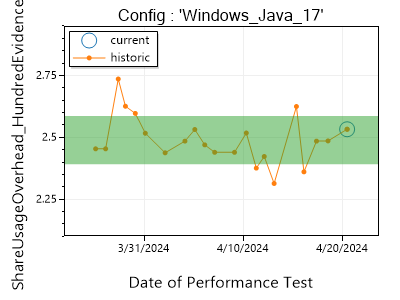 Config : 'Windows_Java_17'
current
historic
ShareUsageOverhead_HundredEvidence
2.75
2.5
2.25
3/31/2024 4/10/2024 4/20/2024
Date of Performance Test